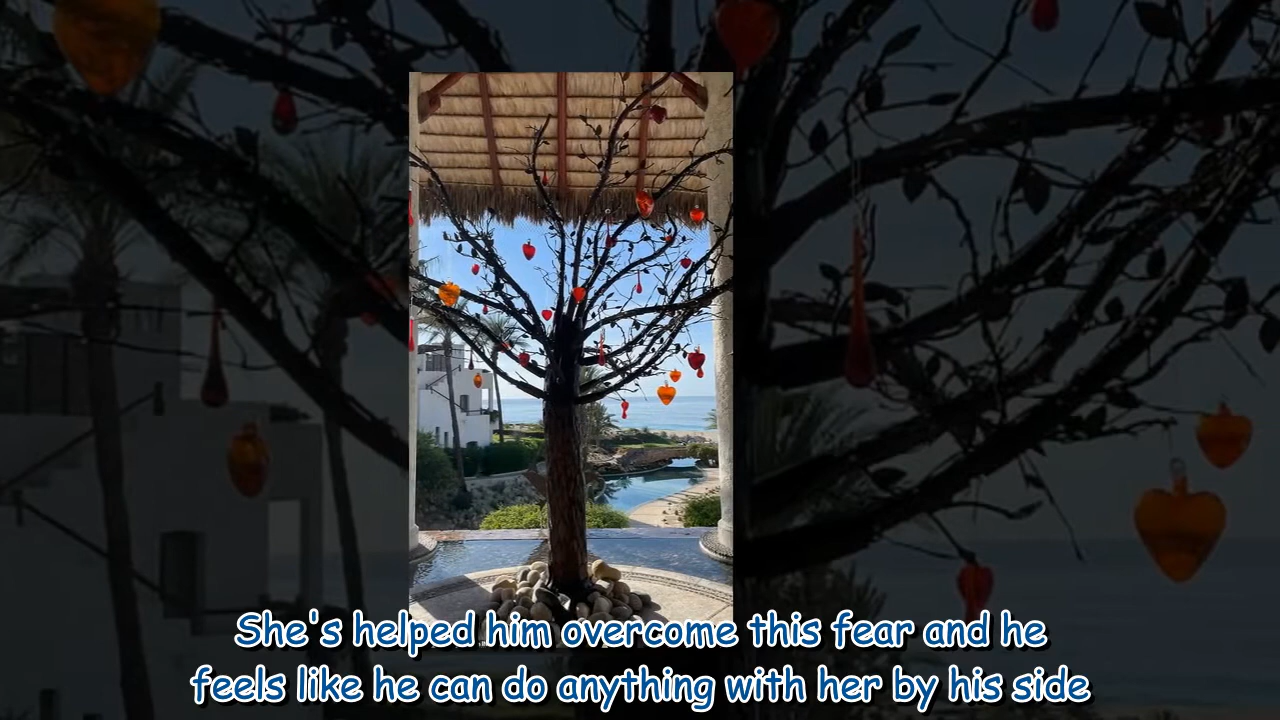 She's helped him overcome this fear and he
feels like he can do anything with her by his side